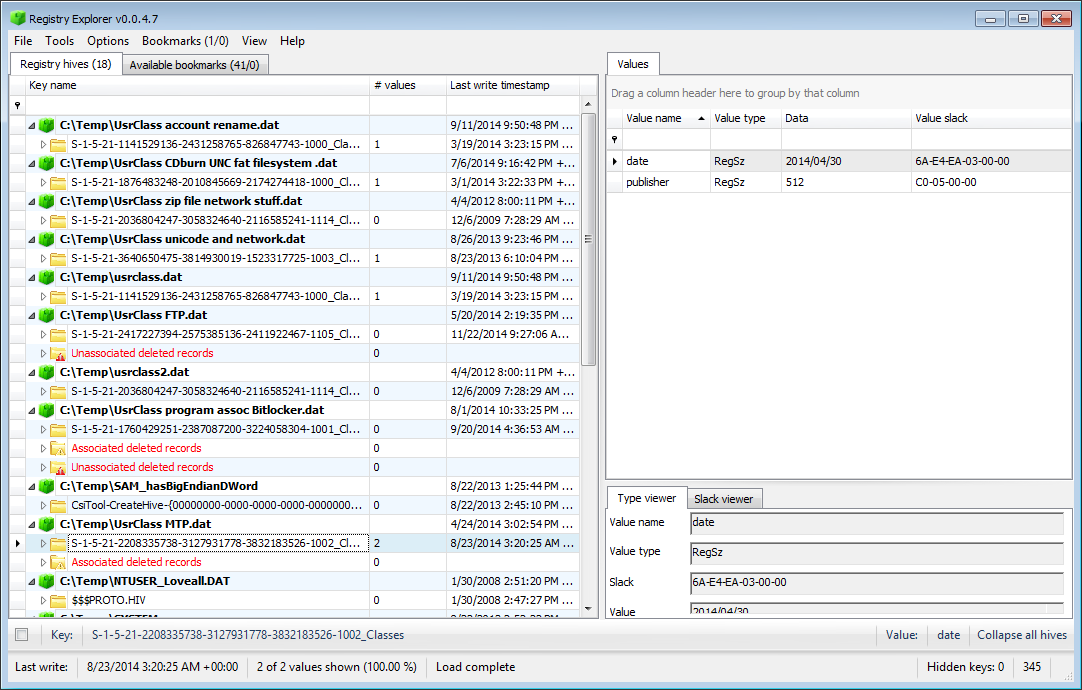 Registry Explorer v0.0.4.7
File Tools Options Bookmarks (1/0) View Help
Registry hives (18) Available bookmarks (41/0)
Key name # values Last write timestamp
C:\Temp\UsrClass account rename.dat 9/11/2014 9:50:48 PM ...
S-1-5-21-1141529136-2431258765-826847743-1000_Cla... 1 3/19/2014 3:23:15 PM ...
C:\Temp\UsrClass CDburn UNC fat filesystem .dat 7/6/2014 9:16:42 PM +...
S-1-5-21-1876483248-2010845669-2174274418-1000_Cl... 1 3/1/2014 3:22:33 PM +...
C:\Temp\UsrClass zip file network stuff.dat 4/4/2012 8:00:11 PM +...
S-1-5-21-2036804247-3058324640-2116585241-1114_Cl... 0 12/6/2009 7:28:29 AM ...
C:\Temp\UsrClass unicode and network.dat 8/26/2013 9:23:46 PM ...
S-1-5-21-3640650475-3814930019-1523317725-1003_Cl... 1 8/23/2013 6:10:04 PM ...
C:\Temp\usrclass.dat 9/11/2014 9:50:48 PM ...
S-1-5-21-1141529136-2431258765-826847743-1000_Cla... 1 3/19/2014 3:23:15 PM ...
C:\Temp\UsrClass FTP.dat 5/20/2014 2:19:35 PM ...
S-1-5-21-2417227394-2575385136-2411922467-1105_Cl... 0 11/22/2014 9:27:06 A...
Unassociated deleted records 0
C:\Temp\usrclass2.dat 4/4/2012 8:00:11 PM +...
S-1-5-21-2036804247-3058324640-2116585241-1114_Cl... 0 12/6/2009 7:28:29 AM ...
C:\Temp\UsrClass program assoc Bitlocker.dat 8/1/2014 10:33:25 PM ...
S-1-5-21-1760429251-2387087200-3224058304-1001_Cl... 0 9/20/2014 4:36:53 AM ...
Associated deleted records 0
Unassociated deleted records 0
C:\Temp\SAM_hasBigEndianDWord 8/22/2013 1:25:44 PM ...
CsiTool-CreateHive-{00000000-0000-0000-0000-0000000... 0 8/22/2013 2:45:10 PM ...
C:\Temp\UsrClass MTP.dat 4/24/2014 3:02:54 PM ...
S-1-5-21-2208335738-3127931778-3832183526-1002_Cl... 2 8/23/2014 3:20:25 AM ...
Associated deleted records 0
C:\Temp\NTUSER_Loveall.DAT 1/30/2008 2:51:20 PM ...
$$$PROTO.HIV 0 1/30/2008 2:47:27 PM ...
Values
Drag a column header here to group by that column
Value name Value type Data Value slack
date RegSz 2014/04/30 6A-E4-EA-03-00-00
publisher RegSz 512 C0-05-00-00
Type viewer Slack viewer
Value name date
Value type RegSz
Slack 6A-E4-EA-03-00-00
Value 2014/04/30
Key: S-1-5-21-2208335738-3127931778-3832183526-1002_Classes Value: date Collapse all hives
Last write: 8/23/2014 3:20:25 AM +00:00 2 of 2 values shown (100.00 %) Load complete Hidden keys: 0 345